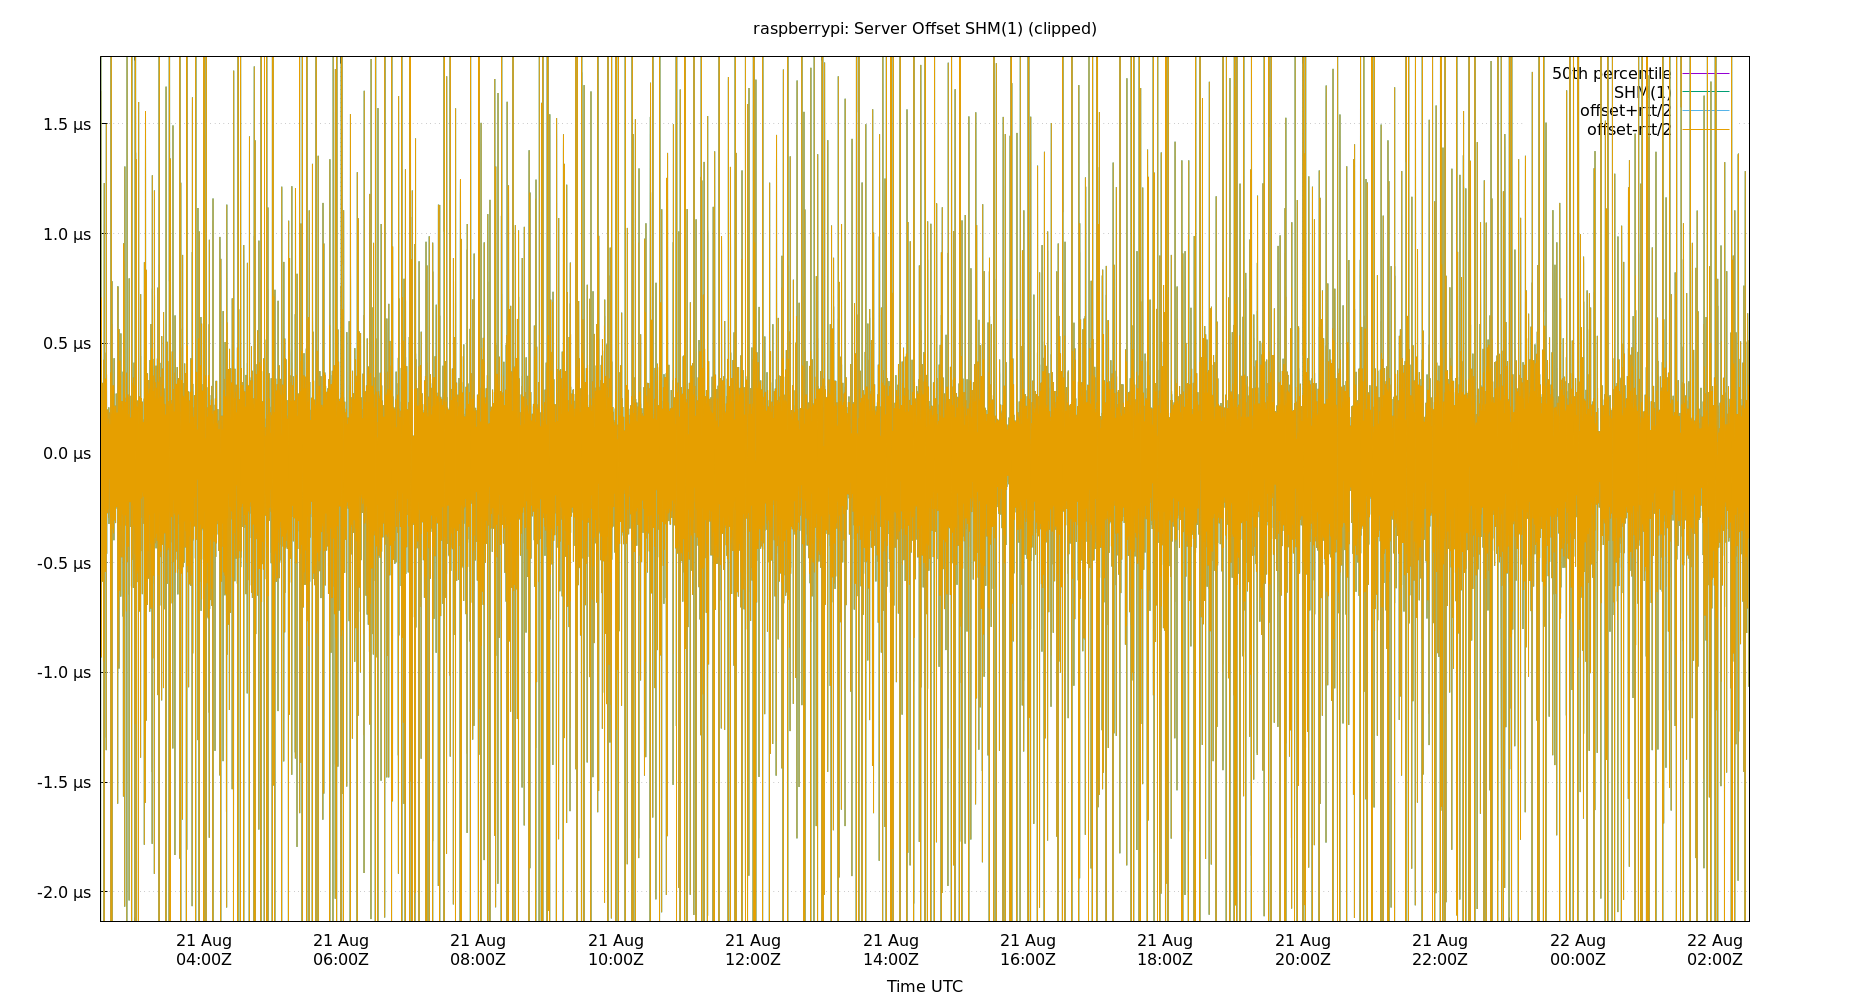 raspberrypi: Server Offset SHM(1) (clipped)
50th percentile
SHM(1)
offset+rtt/2
offset-rtt/2
1.5 µs
1.0 µs
0.5 µs
0.0 µs
-0.5 µs
-1.0 µs
-1.5 µs
-2.0 µs
21 Aug 21 Aug 21 Aug 21 Aug 21 Aug 21 Aug 21 Aug 21 Aug 21 Aug 21 Aug 22 Aug 22 Aug
04:00Z 06:00Z 08:00Z 10:00Z 12:00Z 14:00Z 16:00Z 18:00Z 20:00Z 22:00Z 00:00Z 02:00Z
Time UTC